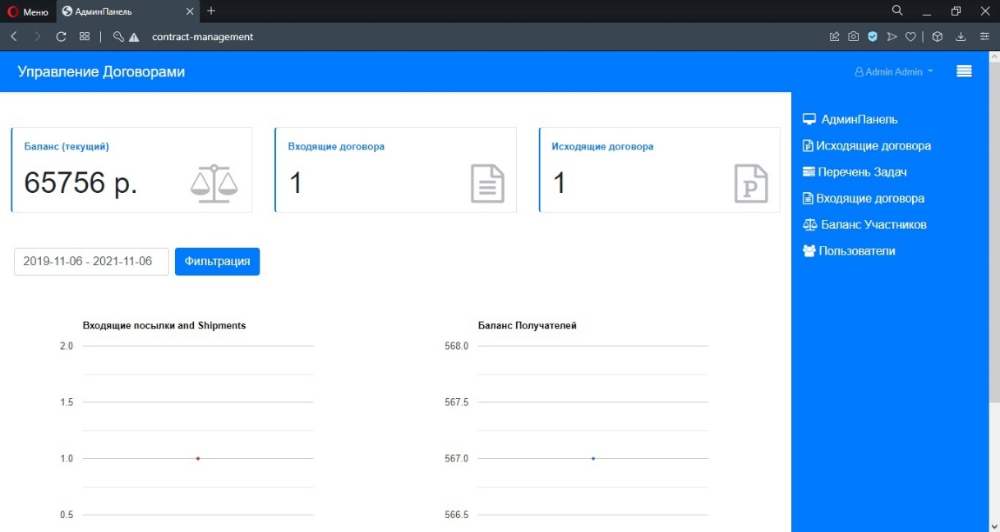 Меню
АдминПанель
contract-management
Управление Договорами
Admin Admin
Баланс (текущий)
65756 р.
Входящие договора
1
Исходящие договора
1
АдминПанель
Исходящие договора
Перечень Задач
Входящие договора
Баланс Участников
Пользователи
2019-11-06 - 2021-11-06
Фильтрация
Входящие посылки and Shipments
2.0
1.5
1.0
0.5
Баланс Получателей
568.0
567.5
567.0
566.5